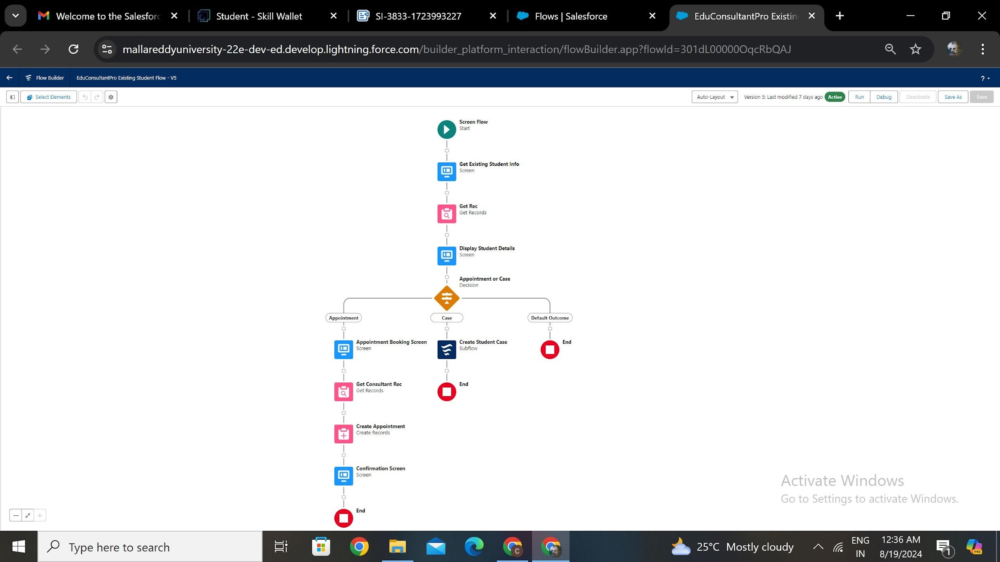 Welcome to the Salesforc
Student - Skill Wallet
SI-3833-1723993227
Flows | Salesforce
EduConsultantPro Existin
mallareddyuniversity-22e-dev-ed.develop.lightning.force.com/builder_platform_interaction/flowBuilder.app?flowId=301dL00000OqcRbQAJ
Flow Builder
EduConsultantPro Existing Student Flow - V5
?
Select Elements
Auto-Layout
Version 5: Last modified 7 days ago
Active
Run
Debug
Deactivate
Save As
Save
Screen Flow
Start
Get Existing Student Info
Screen
Get Rec
Get Records
Display Student Details
Screen
Appointment or Case
Decision
Appointment
Case
Default Outcome
Appointment Booking Screen
Screen
Create Student Case
Subflow
End
Get Consultant Rec
Get Records
End
Create Appointment
Create Records
Confirmation Screen
Screen
End
Activate Windows
Go to Settings to activate Windows.
Type here to search
C
25°C Mostly cloudy
ENG
IN
12:36 AM
8/19/2024
1
PRE